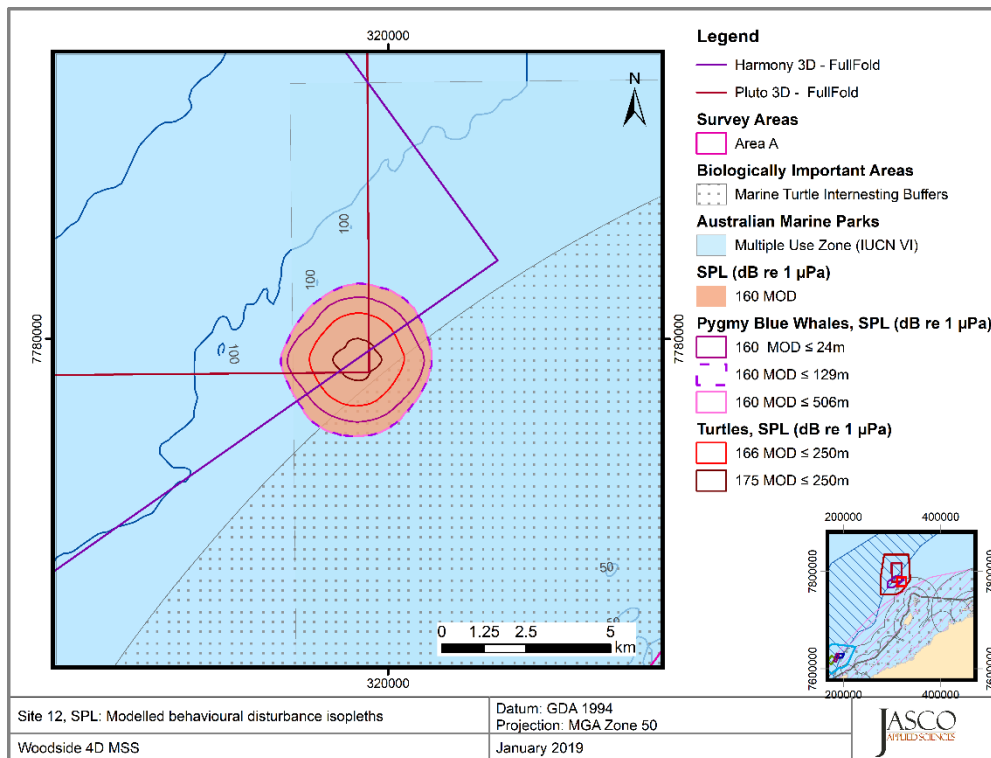 320000
N
7780000
7780000
100
100
100
50
0 1.25 2.5 5
km
320000
Legend
Harmony 3D - FullFold
Pluto 3D - FullFold
Survey Areas
Area A
Biologically Important Areas
Marine Turtle Internesting Buffers
Australian Marine Parks
Multiple Use Zone (IUCN VI)
SPL (dB re 1 µPa)
160 MOD
Pygmy Blue Whales, SPL (dB re 1 µPa)
160 MOD ≤ 24m
160 MOD ≤ 129m
160 MOD ≤ 506m
Turtles, SPL (dB re 1 µPa)
166 MOD ≤ 250m
175 MOD ≤ 250m
200000 400000
7800000
7800000
7600000
7600000
200000 400000
Site 12, SPL: Modelled behavioural disturbance isopleths
Datum: GDA 1994
Projection: MGA Zone 50
Woodside 4D MSS
January 2019
JASCO
APPLIED SCIENCES